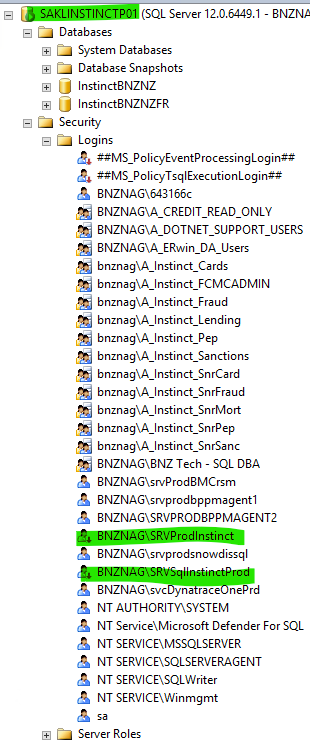 SAKLINSTINCTP01 (SQL Server 12.0.6449.1 - BNZNA
Databases
System Databases
Database Snapshots
InstinctBNZNZ
InstinctBNZNZFR
Security
Logins
##MS_PolicyEventProcessingLogin##
##MS_PolicyTsqlExecutionLogin##
BNZNAG\643166c
BNZNAG\A_CREDIT_READ_ONLY
BNZNAG\A_DOTNET_SUPPORT_USERS
BNZNAG\A_ERwin_DA_Users
bnznag\A_Instinct_Cards
bnznag\A_Instinct_FCMCADMIN
bnznag\A_Instinct_Fraud
bnznag\A_Instinct_Lending
bnznag\A_Instinct_Pep
bnznag\A_Instinct_Sanctions
bnznag\A_Instinct_SnrCard
bnznag\A_Instinct_SnrFraud
bnznag\A_Instinct_SnrMort
bnznag\A_Instinct_SnrPep
bnznag\A_Instinct_SnrSanc
BNZNAG\BNZ Tech - SQL DBA
BNZNAG\srvProdBMCrsm
BNZNAG\srvprodbppmagent1
BNZNAG\SRVPRODBPPMAGENT2
BNZNAG\SRVProdInstinct
BNZNAG\srvprodsnowdissql
BNZNAG\SRVSqlInstinctProd
BNZNAG\svcDynatraceOnePrd
NT AUTHORITY\SYSTEM
NT Service\Microsoft Defender For SQL
NT SERVICE\MSSQLSERVER
NT SERVICE\SQLSERVERAGENT
NT SERVICE\SQLWriter
NT SERVICE\Winmgmt
sa
Server Roles